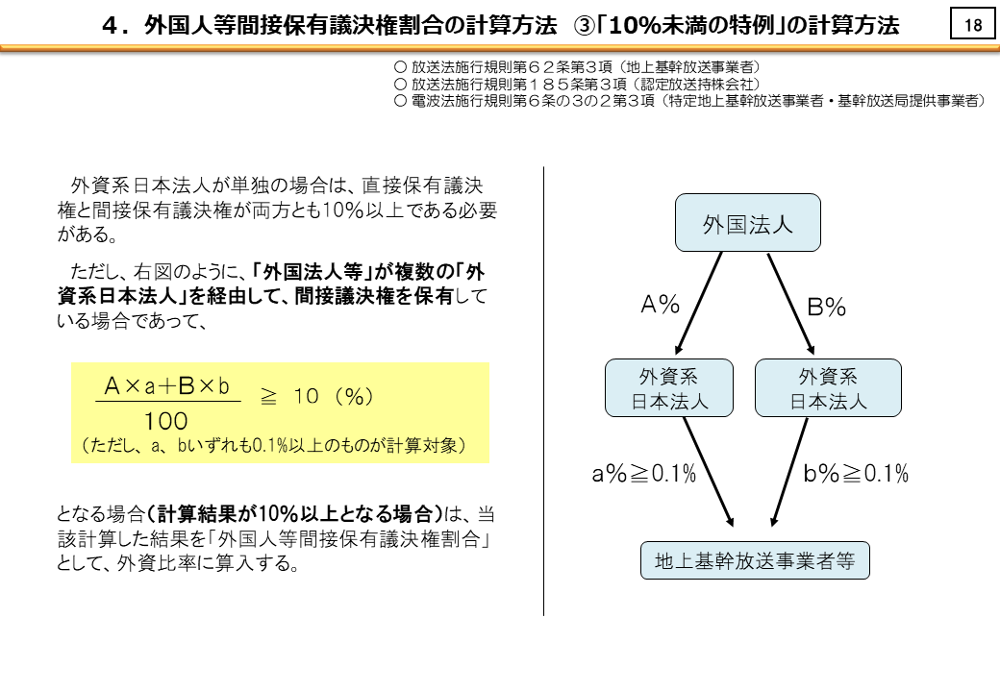 ４．外国人等間接保有議決権割合の計算方法 ③「10％未満の特例」の計算方法
18
○ 放送法施行規則第６２条第３項（地上基幹放送事業者）
○ 放送法施行規則第１８５条第３項（認定放送持株会社）
○ 電波法施行規則第６条の３の２第３項（特定地上基幹放送事業者・基幹放送局提供事業者）
外資系日本法人が単独の場合は、直接保有議決
権と間接保有議決権が両方とも10％以上である必要
がある。
ただし、右図のように、「外国法人等」が複数の「外
資系日本法人」を経由して、間接議決権を保有して
いる場合であって、
A×a＋B×b
100
≧ 10 （％）
（ただし、a、bいずれも0.1％以上のものが計算対象）
となる場合（計算結果が10％以上となる場合）は、当
該計算した結果を「外国人等間接保有議決権割合」
として、外資比率に算入する。
外国法人
A％
B％
外資系
日本法人
外資系
日本法人
a％≧0.1％
b％≧0.1％
地上基幹放送事業者等